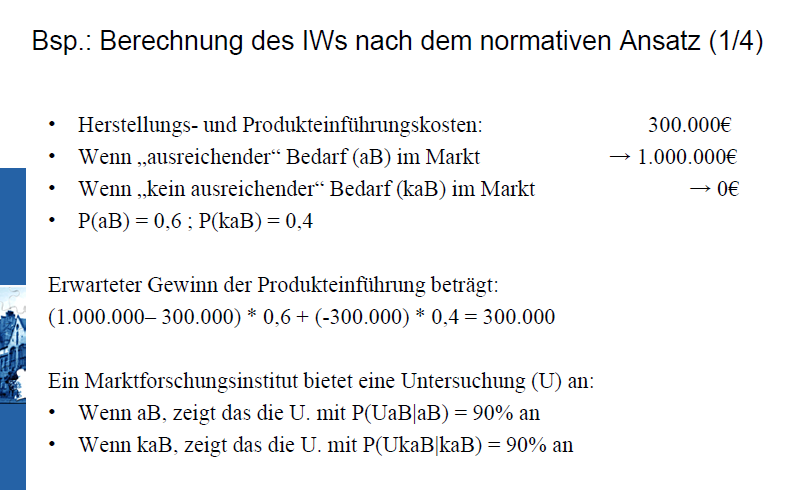 Bsp.: Berechnung des IWs nach dem normativen Ansatz (1/4)
• Herstellungs- und Produkteinführungskosten: 300.000€
• Wenn „ausreichender“ Bedarf (aB) im Markt → 1.000.000€
• Wenn „kein ausreichender“ Bedarf (kaB) im Markt → 0€
• P(aB) = 0,6 ; P(kaB) = 0,4
Erwarteter Gewinn der Produkteinführung beträgt:
(1.000.000– 300.000) * 0,6 + (-300.000) * 0,4 = 300.000
Ein Marktforschungsinstitut bietet eine Untersuchung (U) an:
• Wenn aB, zeigt das die U. mit P(UaB|aB) = 90% an
• Wenn kaB, zeigt das die U. mit P(UkaB|kaB) = 90% an